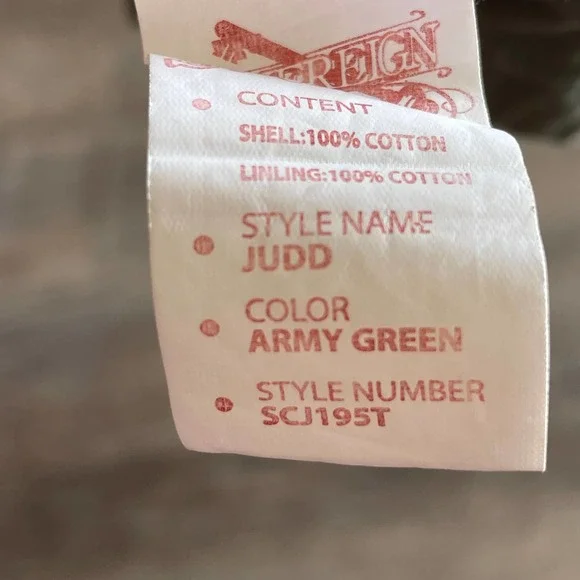 CONTENT
SHELL:100% COTTON
LINLING:100% COTTON
STYLE NAME
JUDD
COLOR
ARMY GREEN
STYLE NUMBER
SCJ195T